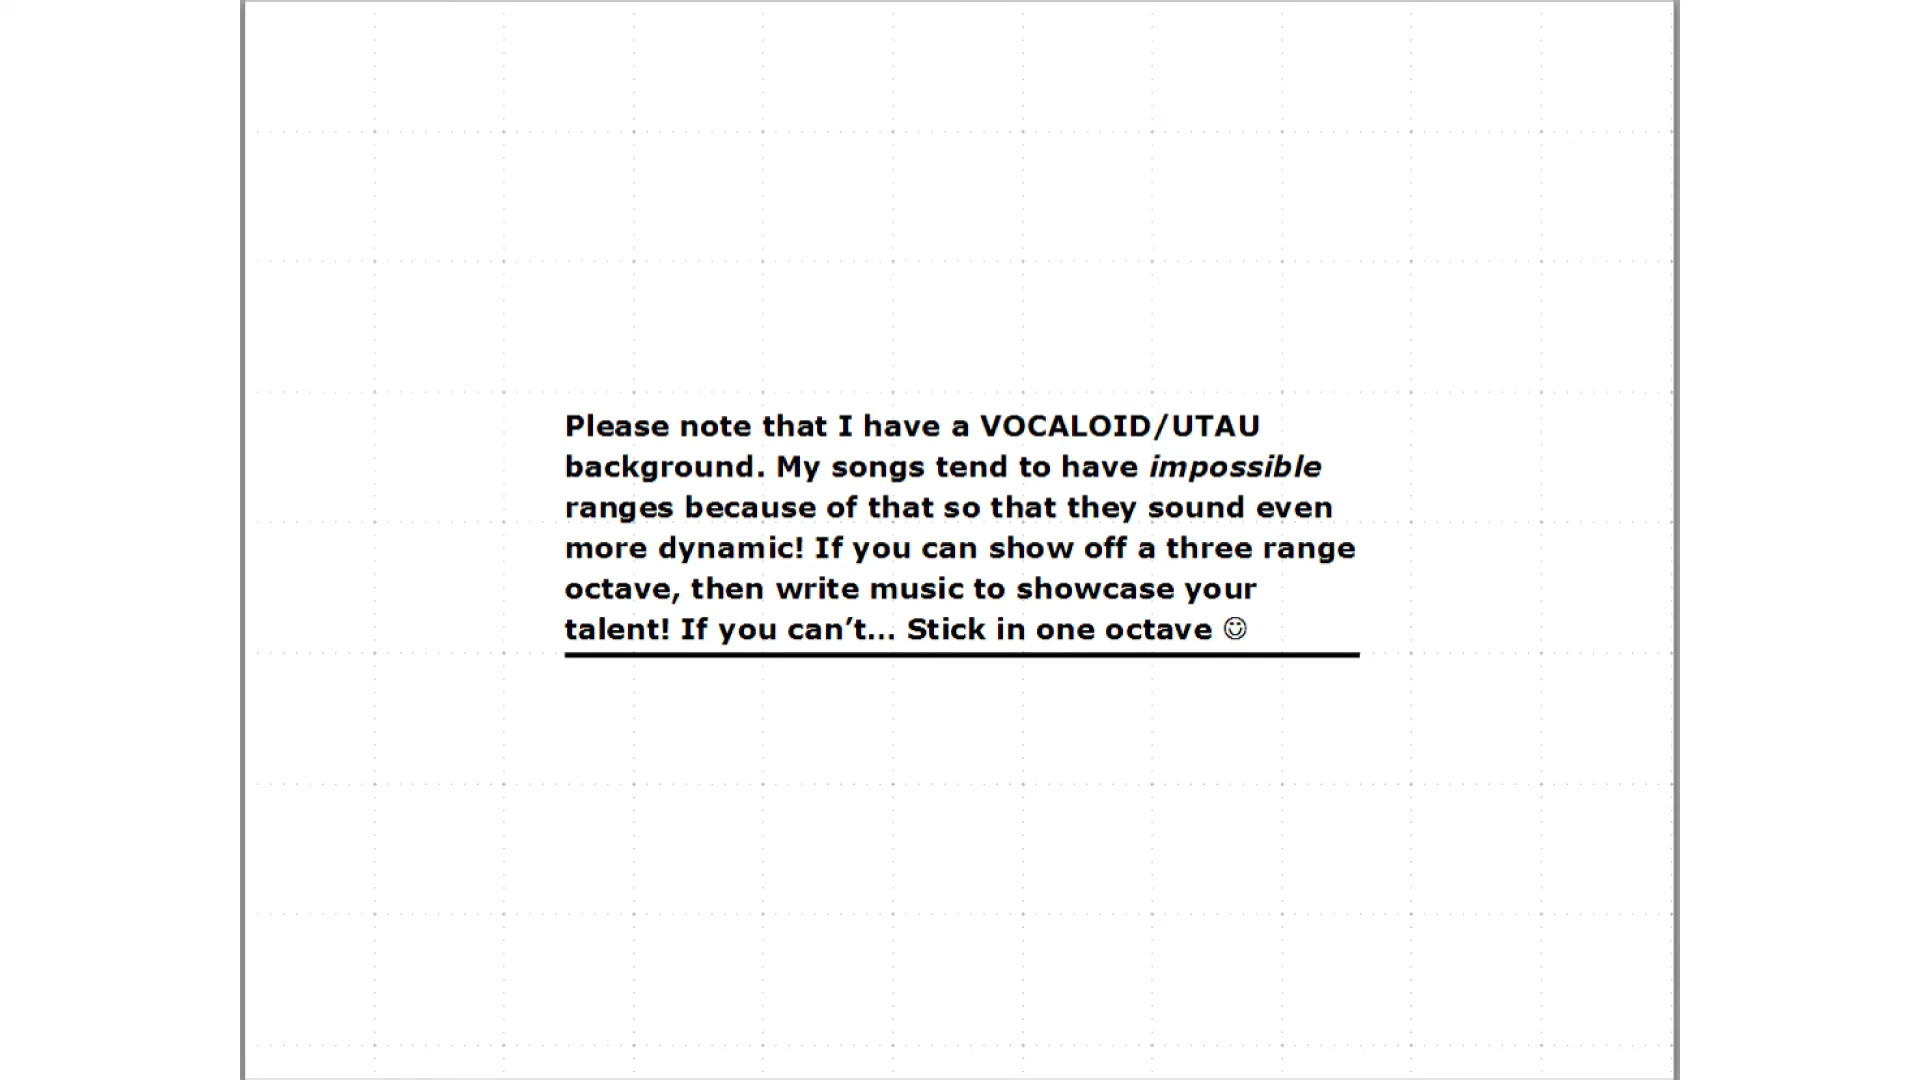 Please note that I have a VOCALOID/UTAU
background. My songs tend to have impossible
ranges because of that so that they sound even
more dynamic! If you can show off a three range
octave, then write music to showcase your
talent! If you can’t... Stick in one octave ☺